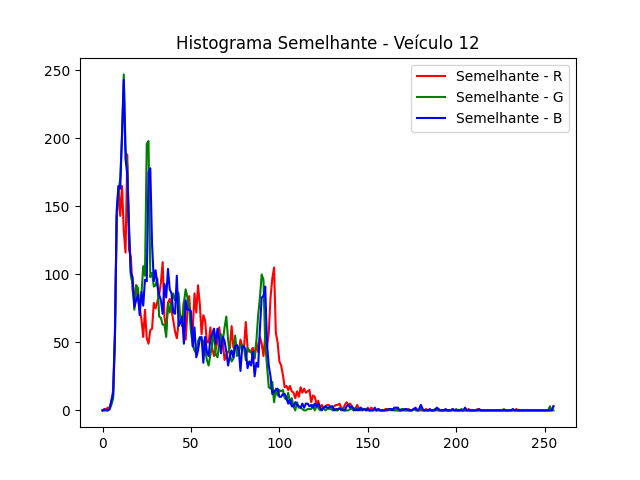 Histograma Semelhante - Veículo 12
Semelhante - R
Semelhante - G
Semelhante - B
250
200
150
100
50
0
0 50 100 150 200 250